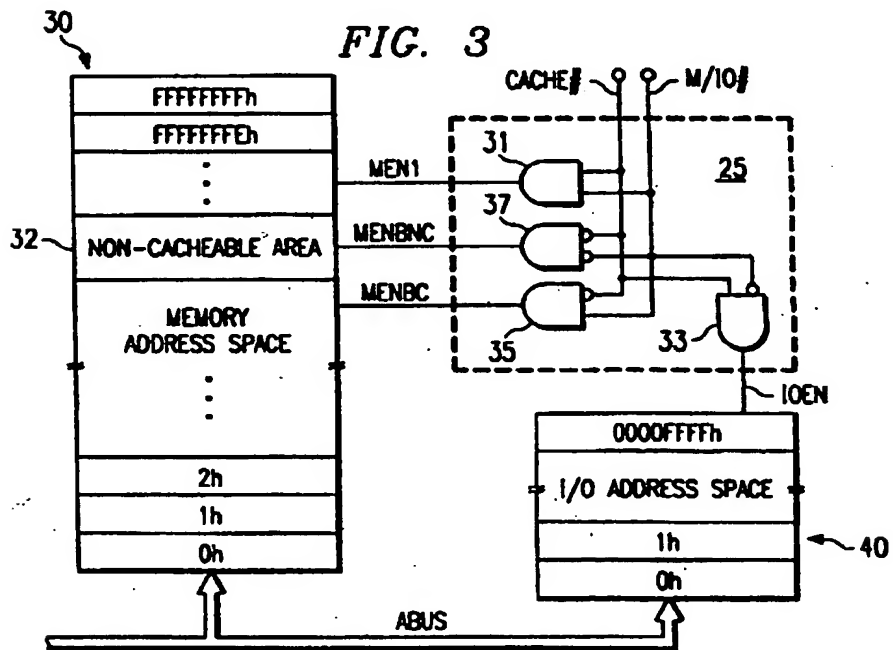 FIG. 3
30
FFFFFFFFh
FFFFFFFEh
32
NON-CACHEABLE AREA
MEMORY
ADDRESS SPACE
2h
1h
0h
MEN1
MENBNC
MENBC
CACHE#
M/IO#
31
25
37
35
33
IOEN
0000FFFFh
I/O ADDRESS SPACE
1h
0h
40
ABUS